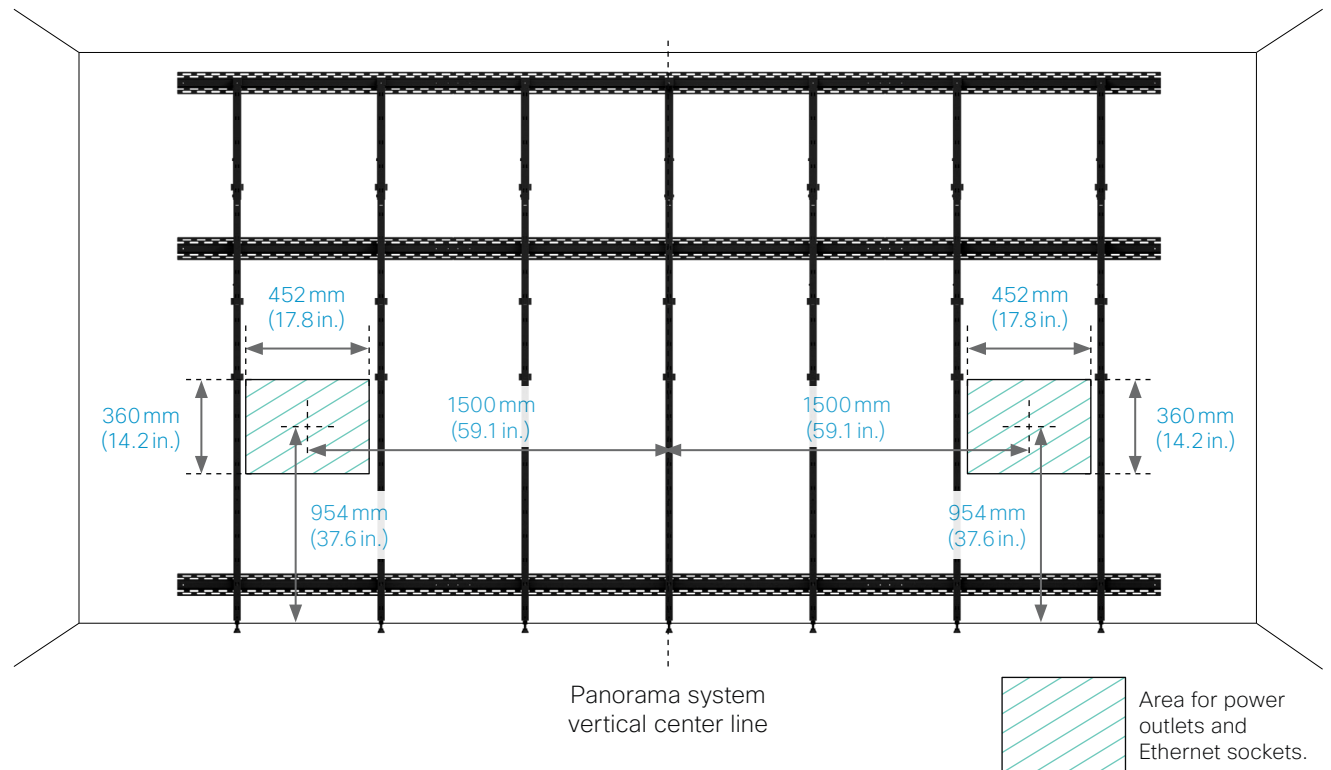 452 mm
(17.8 in.)
452 mm
(17.8 in.)
360 mm
(14.2 in.)
1500 mm
(59.1 in.)
1500 mm
(59.1 in.)
360 mm
(14.2 in.)
954 mm
(37.6 in.)
954 mm
(37.6 in.)
Panorama system
vertical center line
Area for power
outlets and
Ethernet sockets.